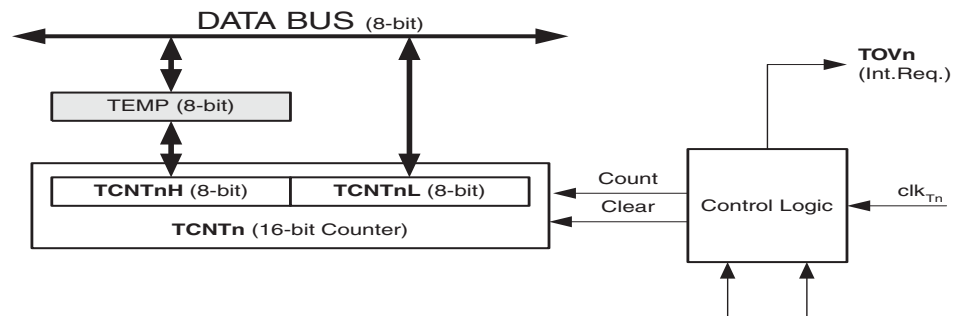 DATA BUS (8-bit)
TOVn
(Int.Req.)
TEMP (8-bit)
TCNTnH (8-bit)
TCNTnL (8-bit)
TCNTn (16-bit Counter)
Count
Clear
Control Logic
clkTn